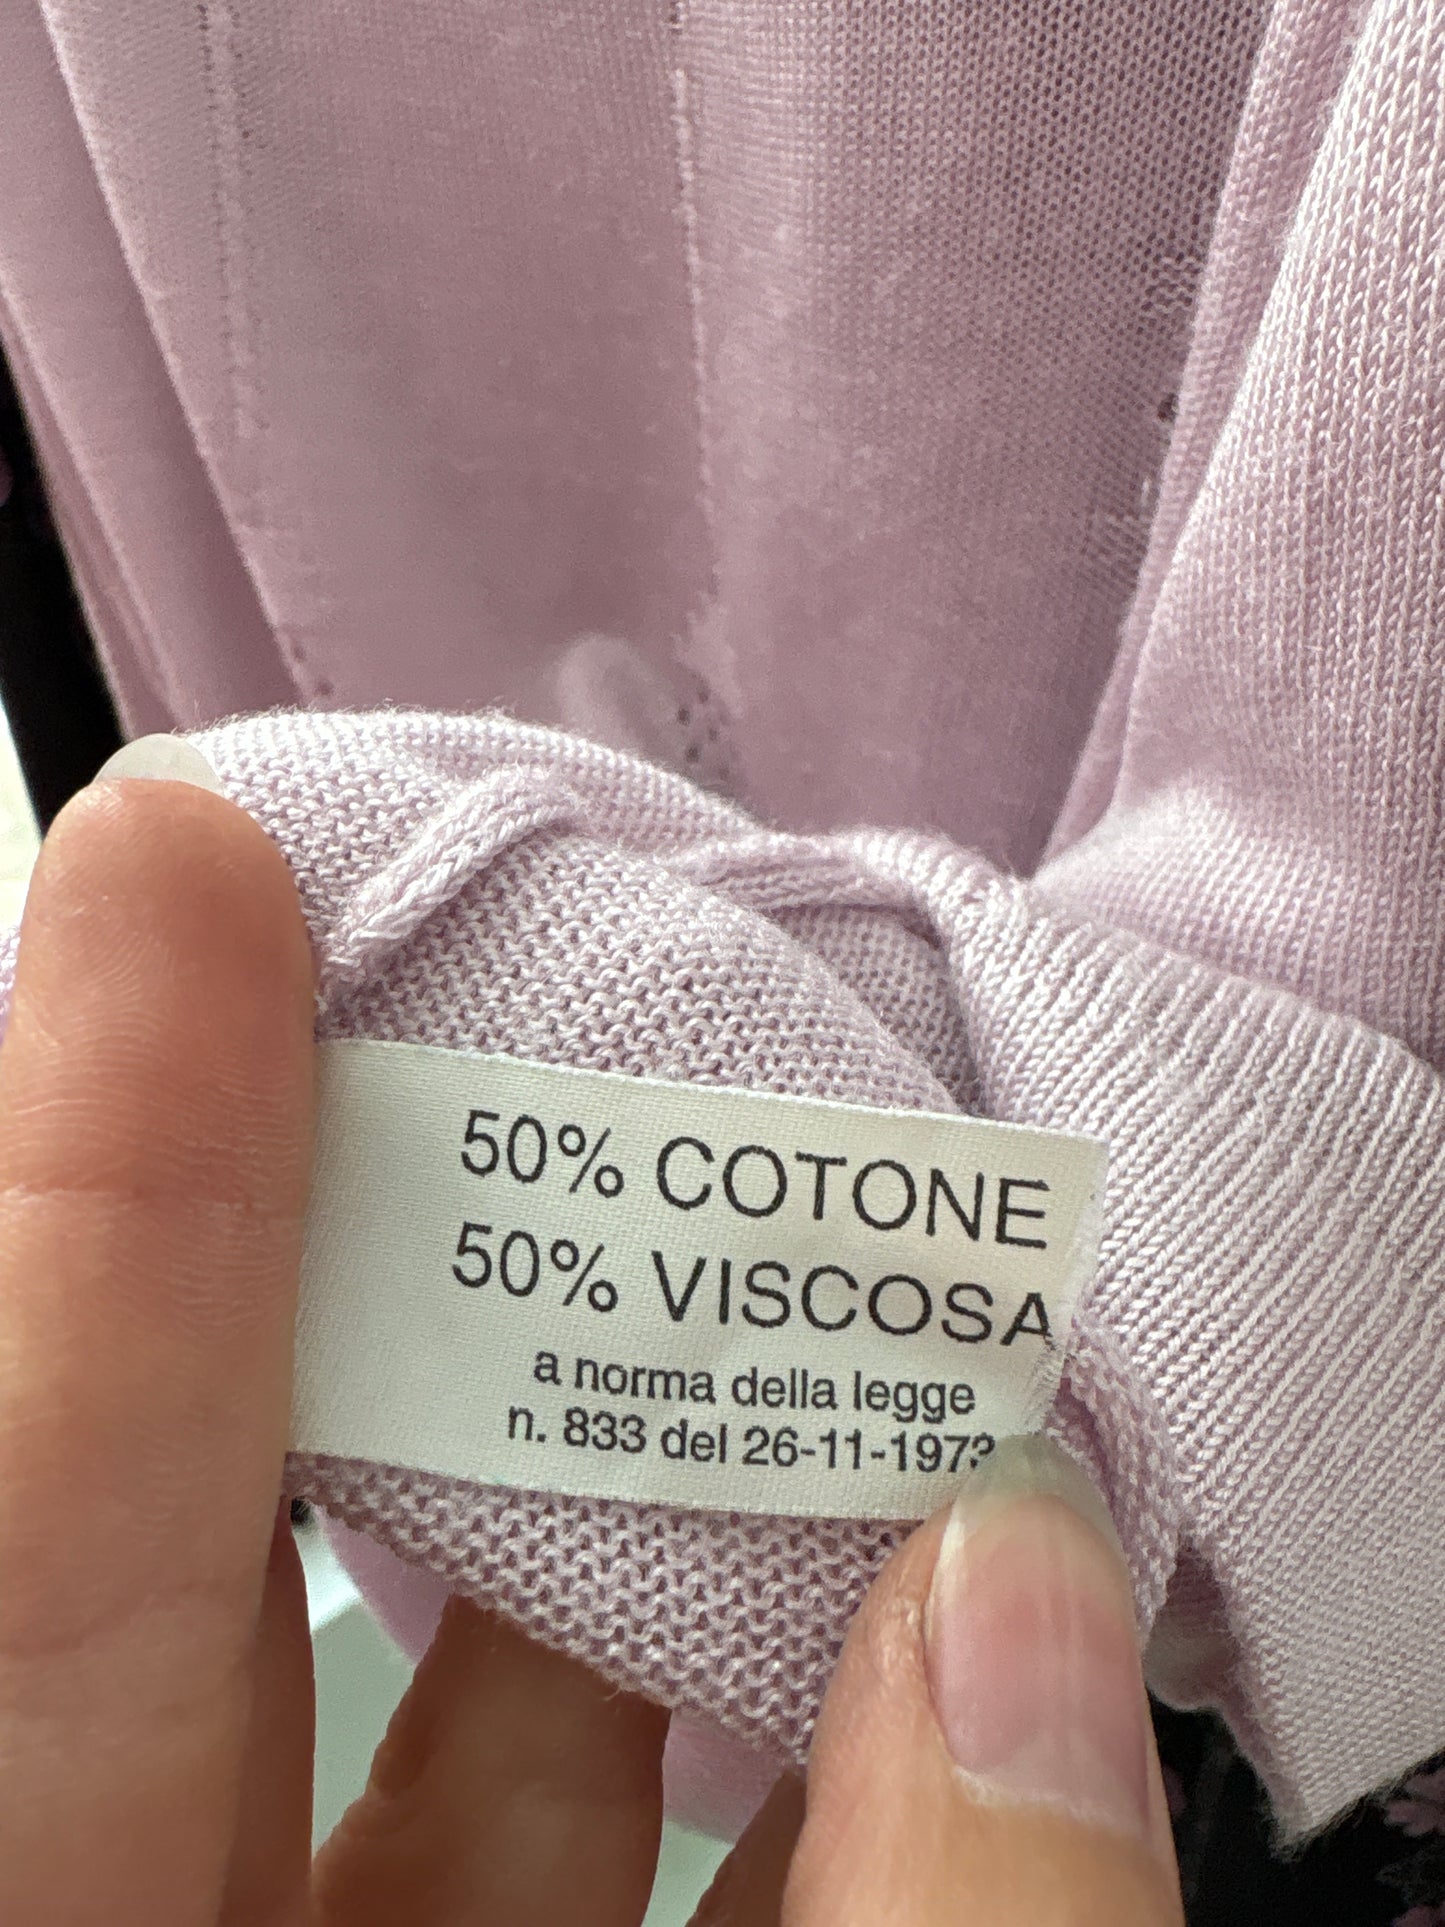 50% COTONE
50% VISCOSA
a norma della legge
n. 833 del 26-11-1973